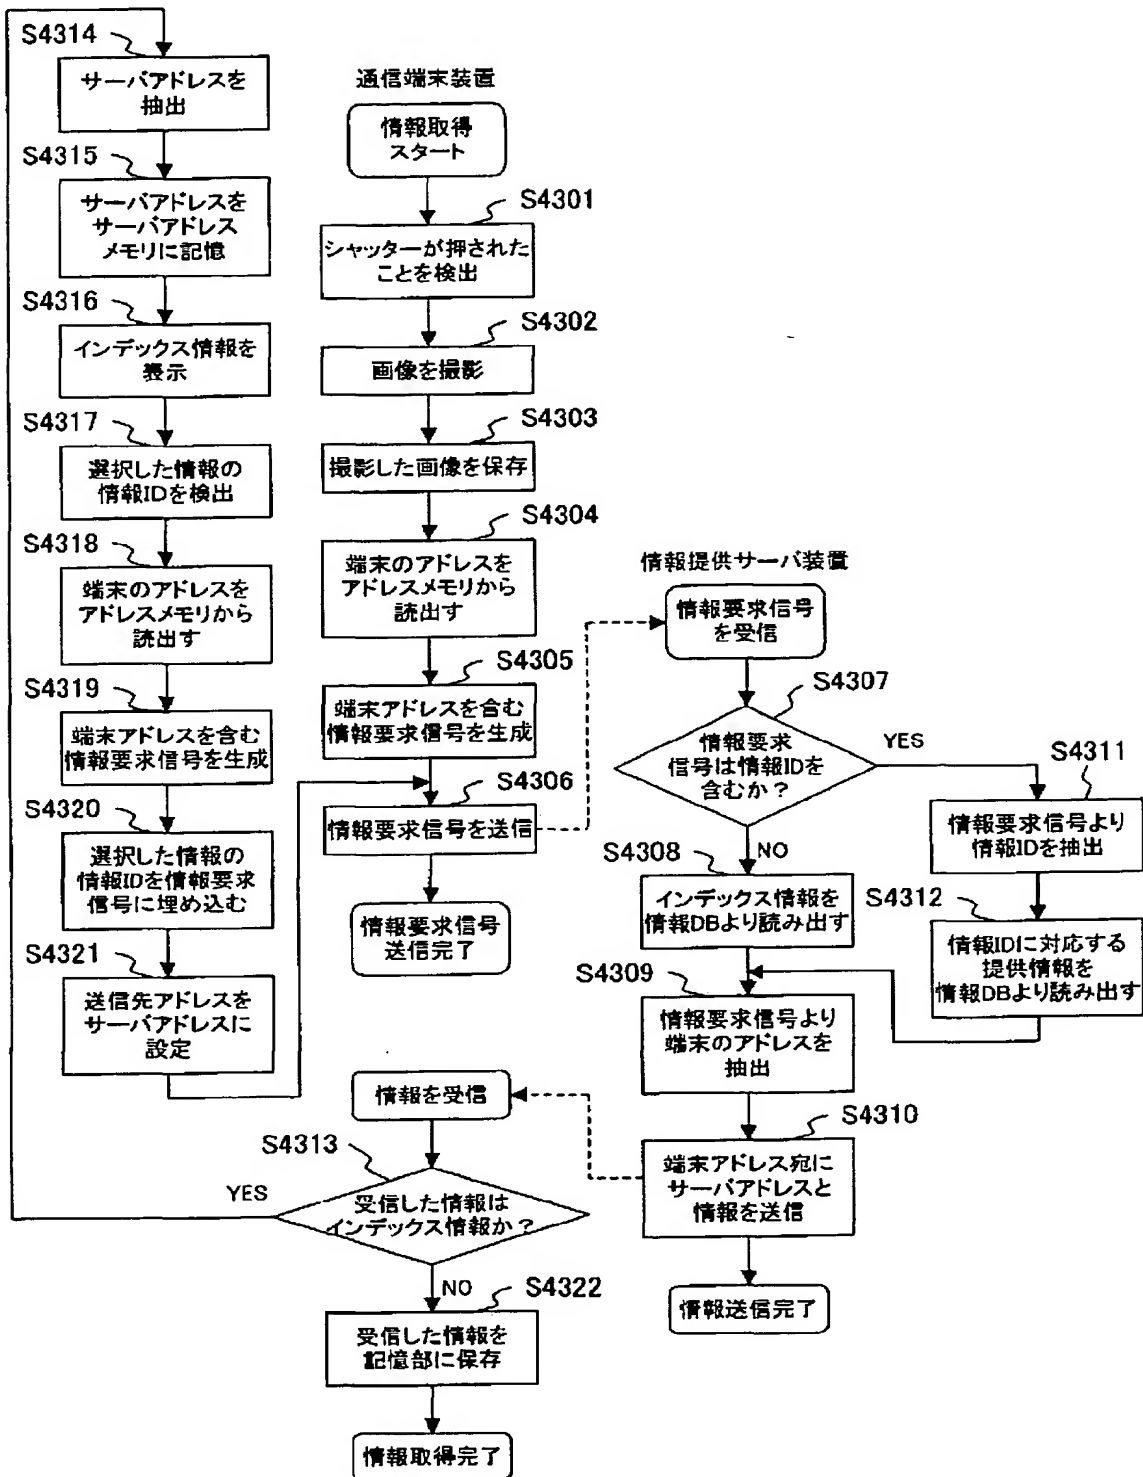 S4314
サーバアドレスを
抽出
S4315
サーバアドレスを
サーバアドレス
メモリに記憶
S4316
インデックス情報を
表示
S4317
選択した情報の
情報IDを検出
S4318
端末のアドレスを
アドレスメモリから
読出す
S4319
端末アドレスを含む
情報要求信号を生成
S4320
選択した情報の
情報IDを情報要求
信号に埋め込む
S4321
送信先アドレスを
サーバアドレスに
設定
通信端末装置
情報取得
スタート
S4301
シャッターが押された
ことを検出
S4302
画像を撮影
S4303
撮影した画像を保存
S4304
端末のアドレスを
アドレスメモリから
読出す
S4305
端末アドレスを含む
情報要求信号を生成
S4306
情報要求信号を送信
情報要求信号
送信完了
情報提供サーバ装置
情報要求信号
を受信
S4307
情報要求
信号は情報IDを
含むか？
YES
NO
S4308
インデックス情報を
情報DBより読み出す
S4311
情報要求信号より
情報IDを抽出
S4312
情報IDに対応する
提供情報を
情報DBより読み出す
S4309
情報要求信号より
端末のアドレスを
抽出
S4310
端末アドレス宛に
サーバアドレスと
情報を送信
情報送信完了
情報を受信
S4313
受信した情報は
インデックス情報か？
YES
NO
S4322
受信した情報を
記憶部に保存
情報取得完了